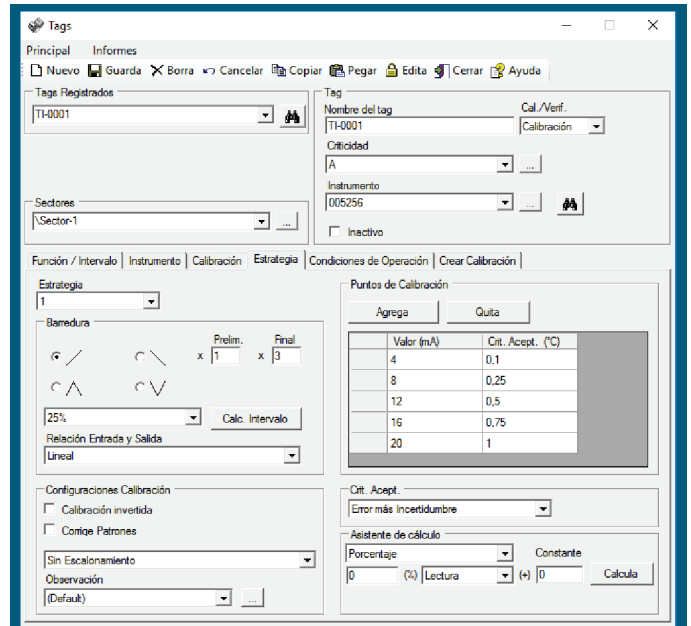 Tags
Principal Informes
Nuevo Guarda Borra Cancelar Copiar Pegar Edita Cerrar Ayuda
Tags Registrados
TI-0001
Tag
Nombre del tag Cal./Verif.
TI-0001 Calibración
Criticidad
A ...
Instrumento
005256 ...
Inactivo
Sectores
\Sector-1 ...
Función / Intervalo Instrumento Calibración Estrategia Condiciones de Operación Crear Calibración
Estrategia
1
Barredura
Prelim. Final
x 1 x 3
25% Calc. Intervalo
Relación Entrada y Salida
Lineal
Puntos de Calibración
Agrega Quita
Valor (mA) Crit. Acept. (°C)
4 0,1
8 0,25
12 0,5
16 0,75
20 1
Configuraciones Calibración
Calibración invertida
Corrige Patrones
Sin Escalonamiento
Observación
(Default) ...
Crit. Acept.
Error más Incertidumbre
Asistente de cálculo
Porcentaje Constante
0 (%) Lectura (+) 0 Calcula